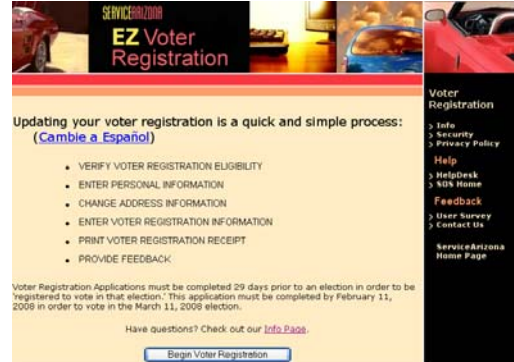 SERVICEARIZONA
EZ Voter
Registration
Updating your voter registration is a quick and simple process:
(Cambie a Español)
• VERIFY VOTER REGISTRATION ELIGIBILITY
• ENTER PERSONAL INFORMATION
• CHANGE ADDRESS INFORMATION
• ENTER VOTER REGISTRATION INFORMATION
• PRINT VOTER REGISTRATION RECEIPT
• PROVIDE FEEDBACK
Voter Registration Applications must be completed 29 days prior to an election in order to be
'registered to vote in that election.' This application must be completed by February 11,
2008 in order to vote in the March 11, 2008 election.
Have questions? Check out our Info Page.
Begin Voter Registration
Voter
Registration
> Info
> Security
> Privacy Policy
Help
> HelpDesk
> SOS Home
Feedback
> User Survey
> Contact Us
ServiceArizona
Home Page